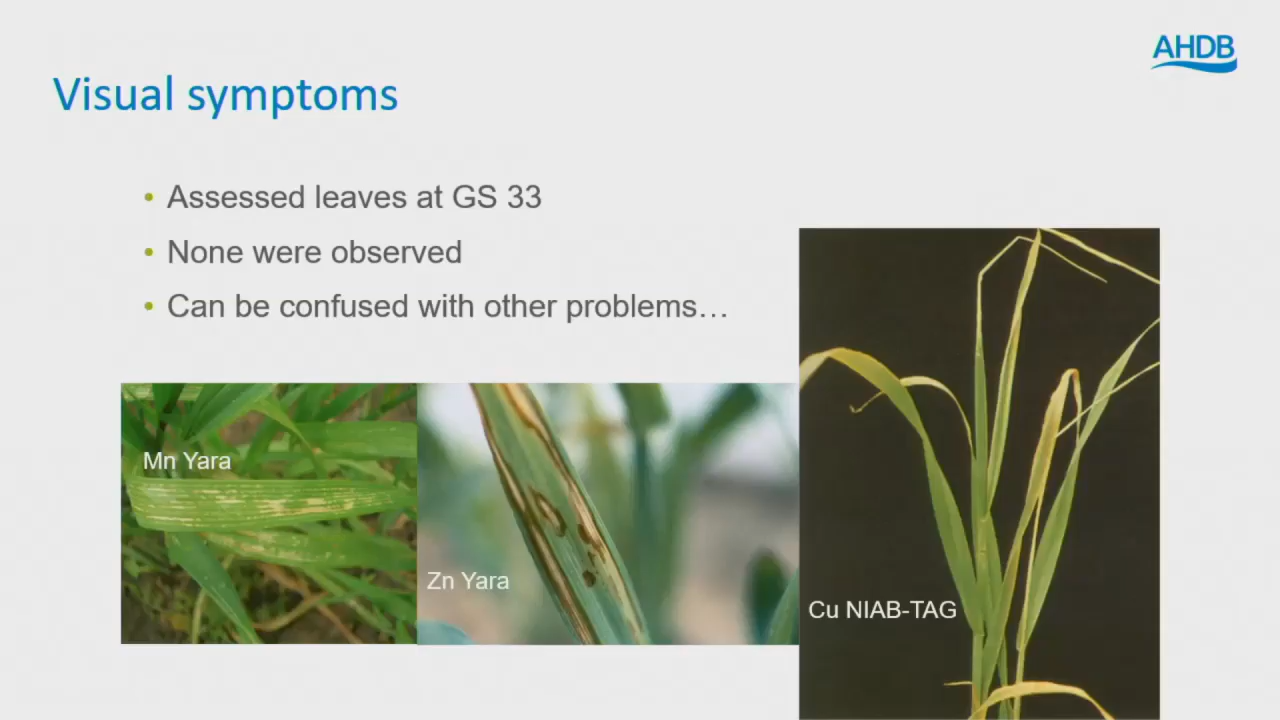 AHDB
Visual symptoms
• Assessed leaves at GS 33
• None were observed
• Can be confused with other problems…
Mn Yara
Zn Yara
Cu NIAB-TAG